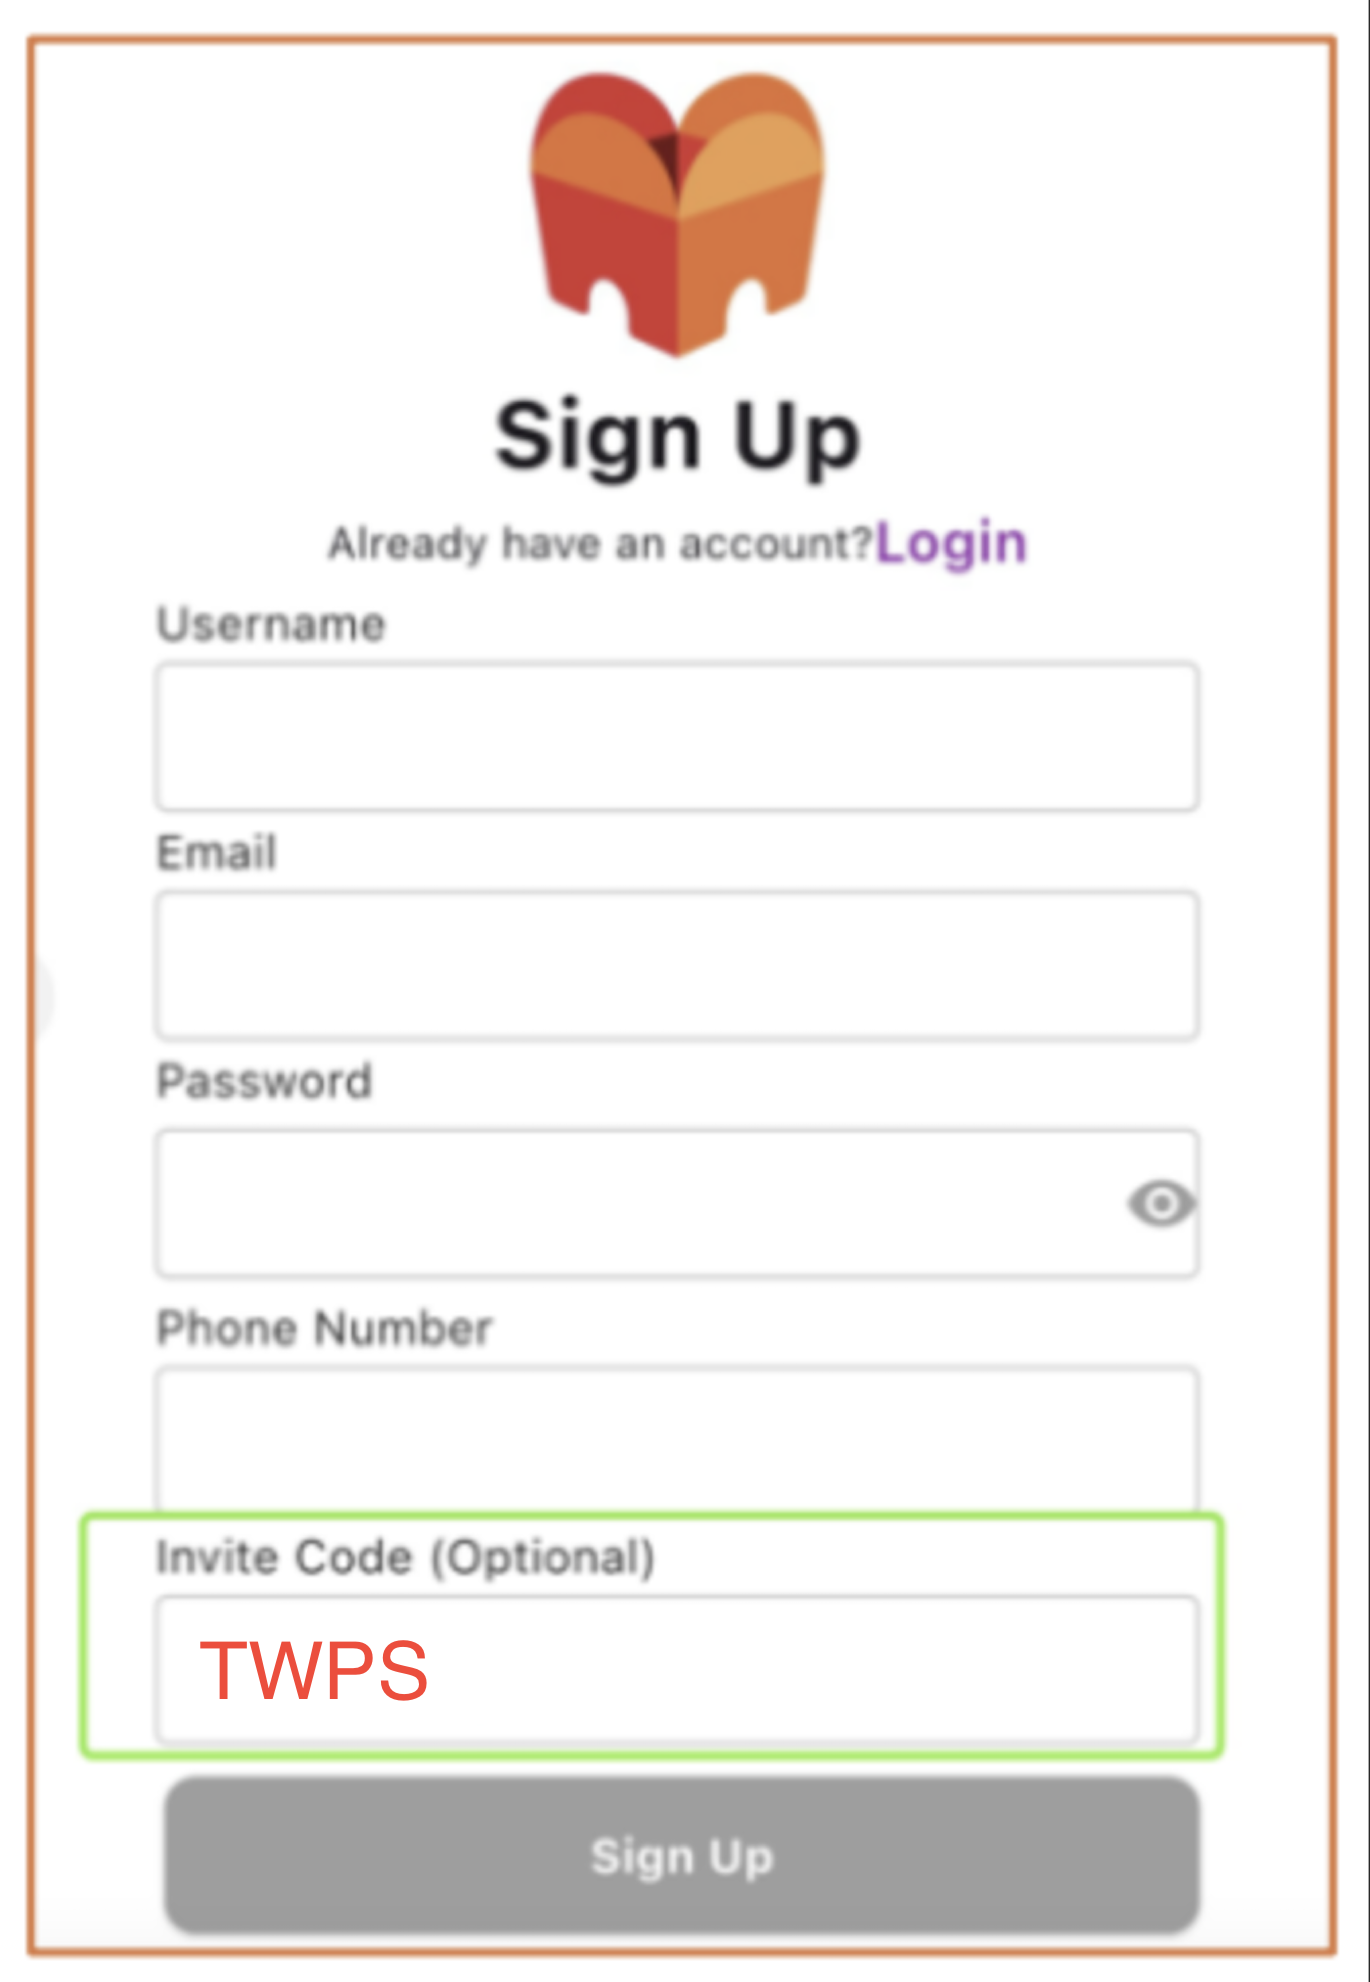 Sign Up
Already have an account?Login
Username
Email
Password
Phone Number
Invite Code (Optional)
TWPS
Sign Up